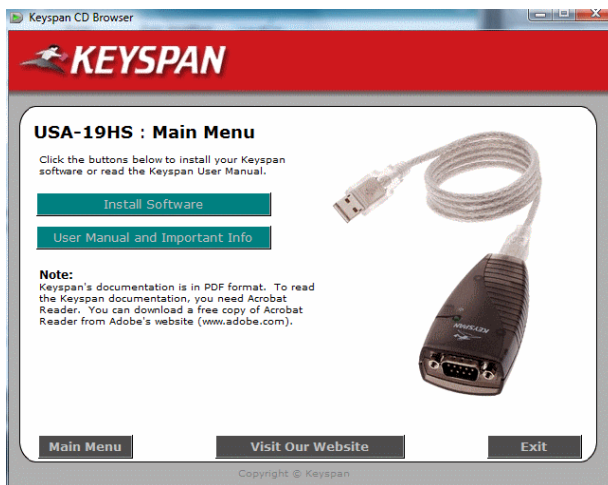 Keyspan CD Browser
KEYSPAN
USA-19HS : Main Menu
Click the buttons below to install your Keyspan
software or read the Keyspan User Manual.
Install Software
User Manual and Important Info
Note:
Keyspan's documentation is in PDF format. To read
the Keyspan documentation, you need Acrobat
Reader. You can download a free copy of Acrobat
Reader from Adobe's website (www.adobe.com).
KEYSPAN
Main Menu
Visit Our Website
Exit
Copyright © Keyspan